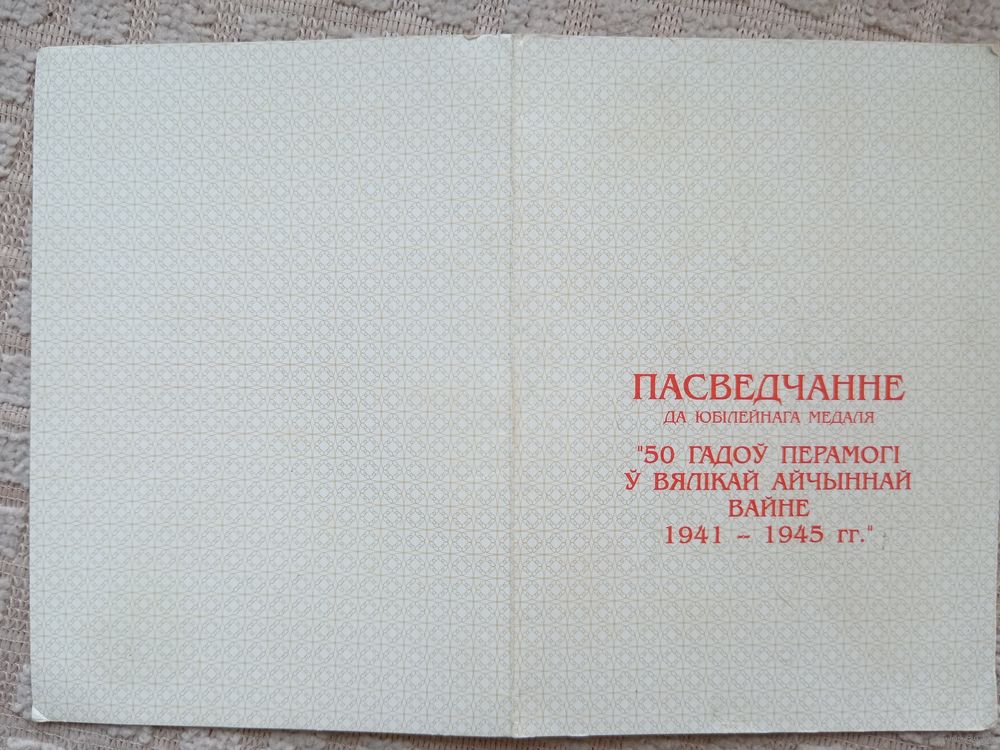 ПАСВЕДЧАННЕ
ДА ЮБІЛЕЙНАГА МЕДАЛЯ
"50 ГАДОЎ ПЕРАМОГІ
Ў ВЯЛІКАЙ АЙЧЫННАЙ
ВАЙНЕ
1941 – 1945 гг."